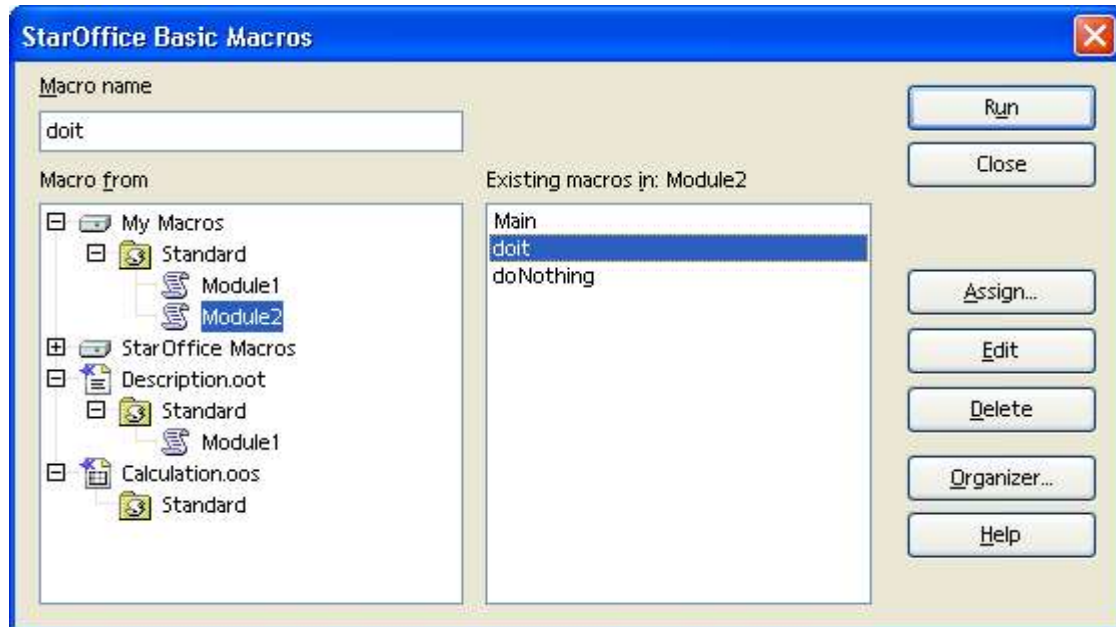 StarOffice Basic Macros
Macro name
doit
Macro from
My Macros
Standard
Module1
Module2
StarOffice Macros
Description.oot
Standard
Module1
Calculation.oos
Standard
Existing macros in: Module2
Main
doit
doNothing
Run
Close
Assign...
Edit
Delete
Organizer...
Help